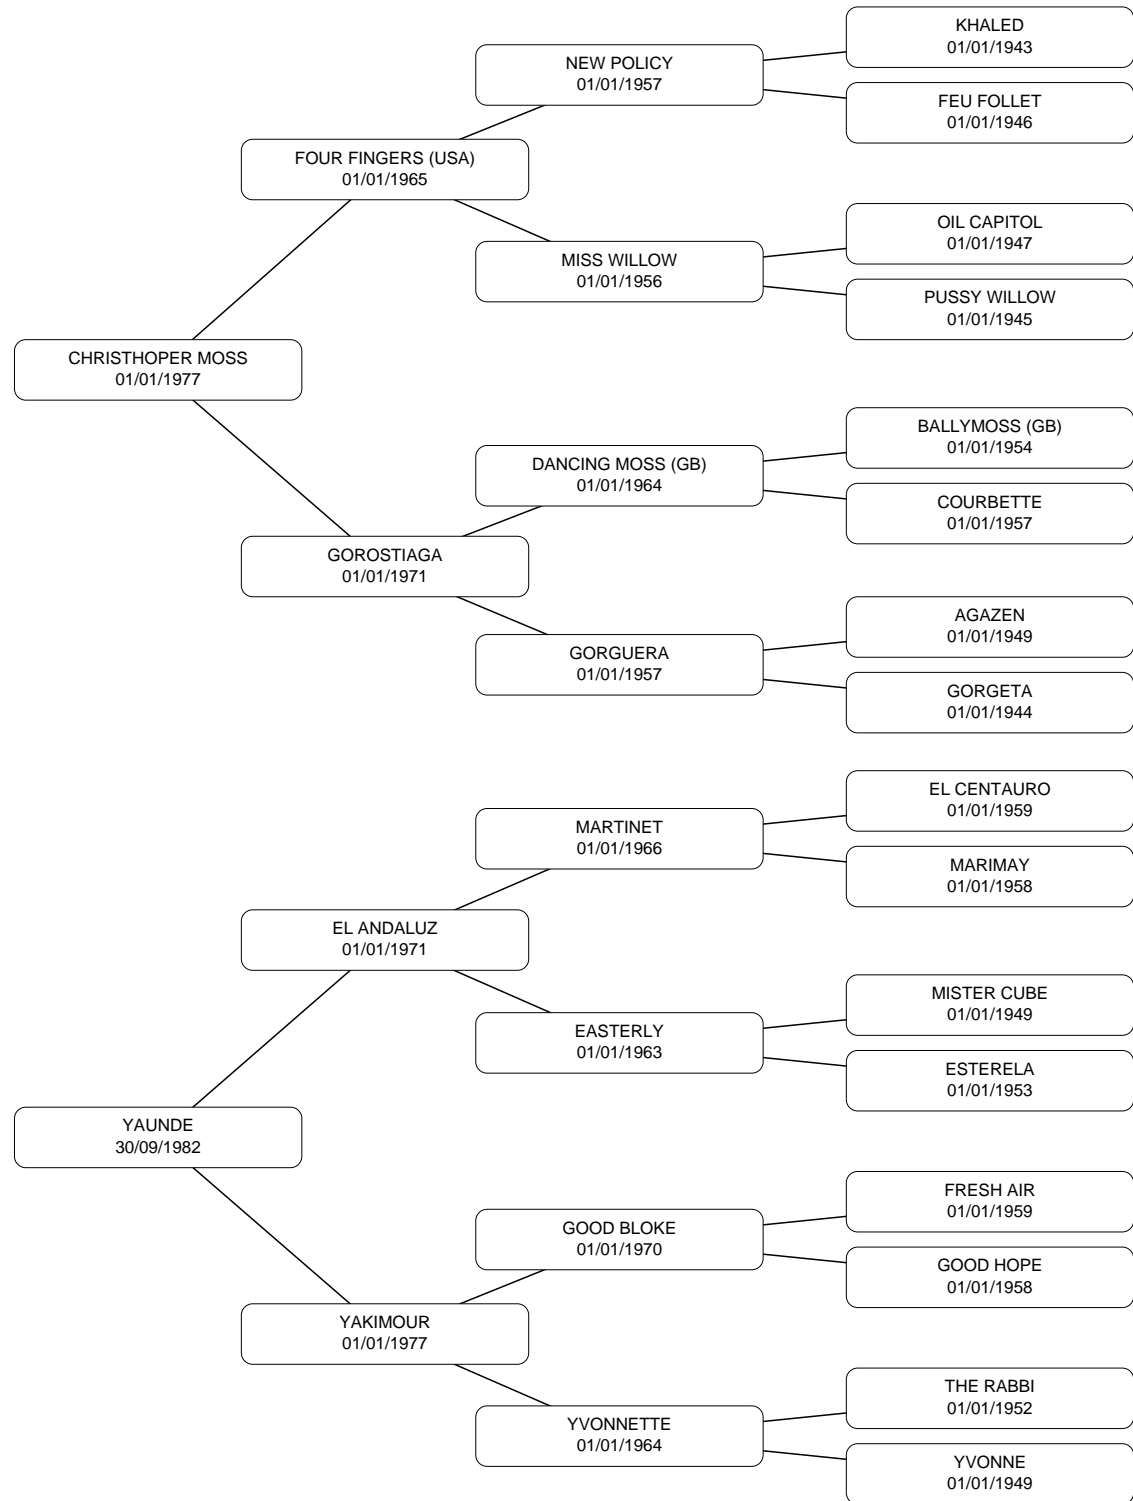 KHALED
01/01/1943
NEW POLICY
01/01/1957
FEU FOLLET
01/01/1946
FOUR FINGERS (USA)
01/01/1965
OIL CAPITOL
01/01/1947
MISS WILLOW
01/01/1956
PUSSY WILLOW
01/01/1945
CHRISTHOPER MOSS
01/01/1977
BALLYMOSS (GB)
01/01/1954
DANCING MOSS (GB)
01/01/1964
COURBETTE
01/01/1957
GOROSTIAGA
01/01/1971
AGAZEN
01/01/1949
GORGUERA
01/01/1957
GORGETA
01/01/1944
EL CENTAURO
01/01/1959
MARTINET
01/01/1966
MARIMAY
01/01/1958
EL ANDALUZ
01/01/1971
MISTER CUBE
01/01/1949
EASTERLY
01/01/1963
ESTERELA
01/01/1953
YAUNDE
30/09/1982
FRESH AIR
01/01/1959
GOOD BLOKE
01/01/1970
GOOD HOPE
01/01/1958
YAKIMOUR
01/01/1977
THE RABBI
01/01/1952
YVONNETTE
01/01/1964
YVONNE
01/01/1949